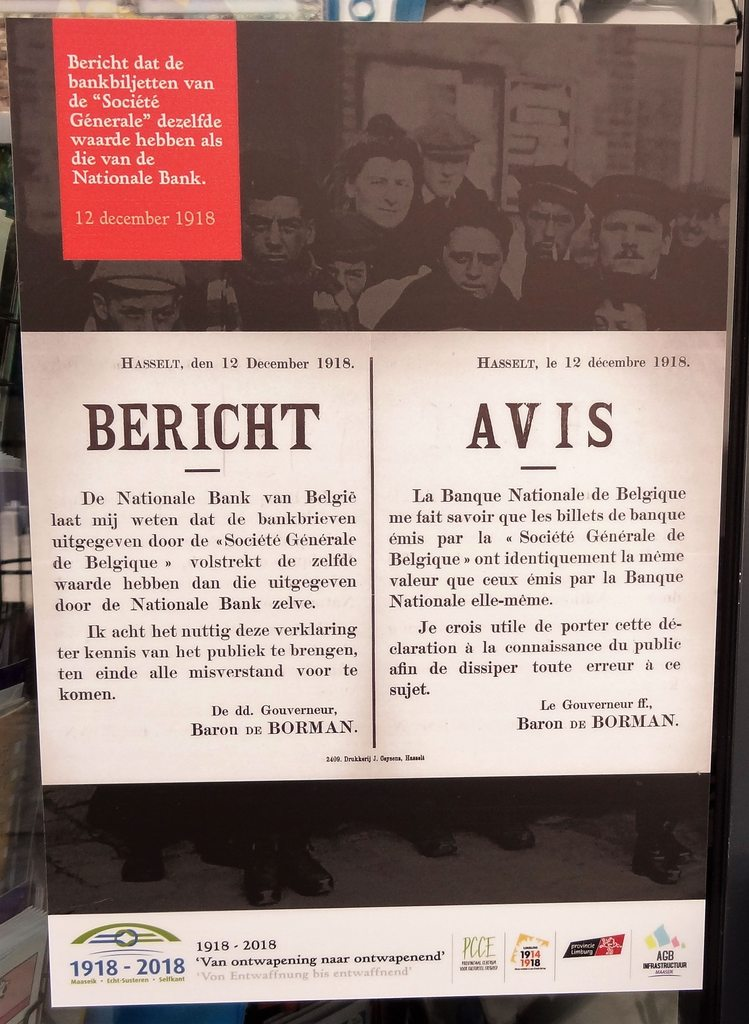 Bericht dat de
bankbiljetten van
de “Société
Génerale” dezelfde
waarde hebben als
die van de
Nationale Bank.
12 december 1918
HASSELT, den 12 December 1918.
BERICHT
De Nationale Bank van België
laat mij weten dat de bankbrieven
uitgegeven door de «Société Générale
de Belgique» volstrekt de zelfde
waarde hebben dan die uitgegeven
door de Nationale Bank zelve.
Ik acht het nuttig deze verklaring
ter kennis van het publiek te brengen,
ten einde alle misverstand voor te
komen.
De dd. Gouverneur,
Baron DE BORMAN.
HASSELT, le 12 décembre 1918.
AVIS
La Banque Nationale de Belgique
me fait savoir que les billets de banque
émis par la « Société Générale de
Belgique » ont identiquement la même
valeur que ceux émis par la Banque
Nationale elle-même.
Je crois utile de porter cette dé-
claration à la connaissance du public
afin de dissiper toute erreur à ce
sujet.
Le Gouverneur ff.,
Baron DE BORMAN.
2409. Drukkerij J. Geysens, Hasselt
1918 - 2018
Maaseik • Echt-Susteren • Selfkant
1918 - 2018
‘Van ontwapening naar ontwapenend’
‘Von Entwaffnung bis entwaffnend’
PCCE
PROVINCIAAL CENTRUM
VOOR CULTUREEL ERFGOED
LIMBURG
1914
1918
provincie
Limburg
AGB
INFRASTRUCTUUR
MAASEIK